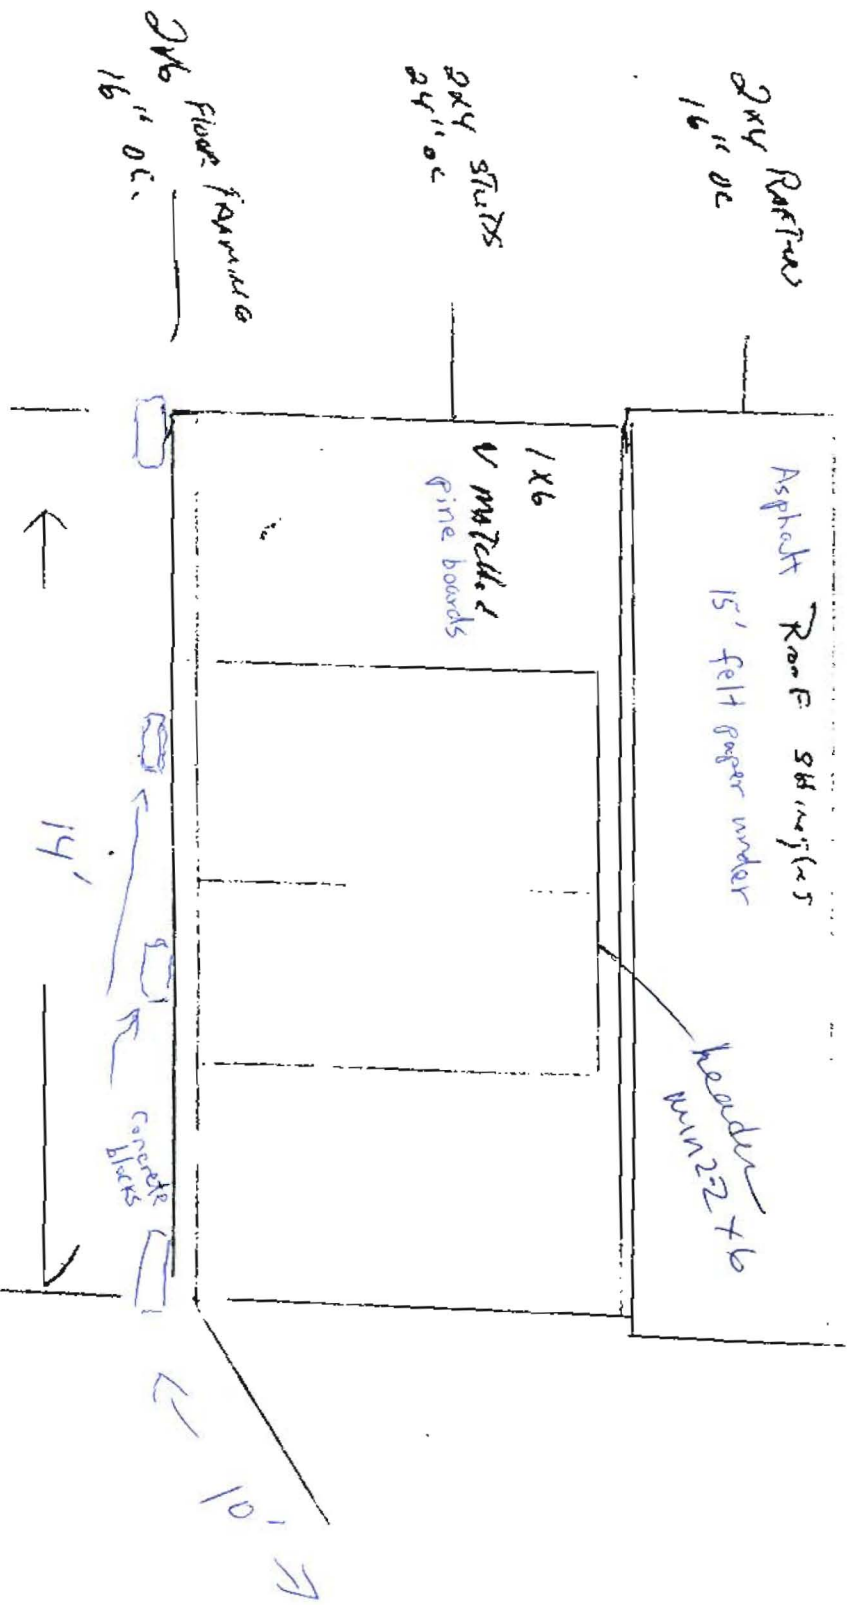 2x4 RAFTERS
16" OC
Asphalt Roof Shingles
15' felt paper under
2x4 STUDS
24" OC
1x6
V MATCHed
pine boards
header
min 2-2x6
2x6 FLOOR FRAMING
16" OC.
Concrete
blocks
14'
10'